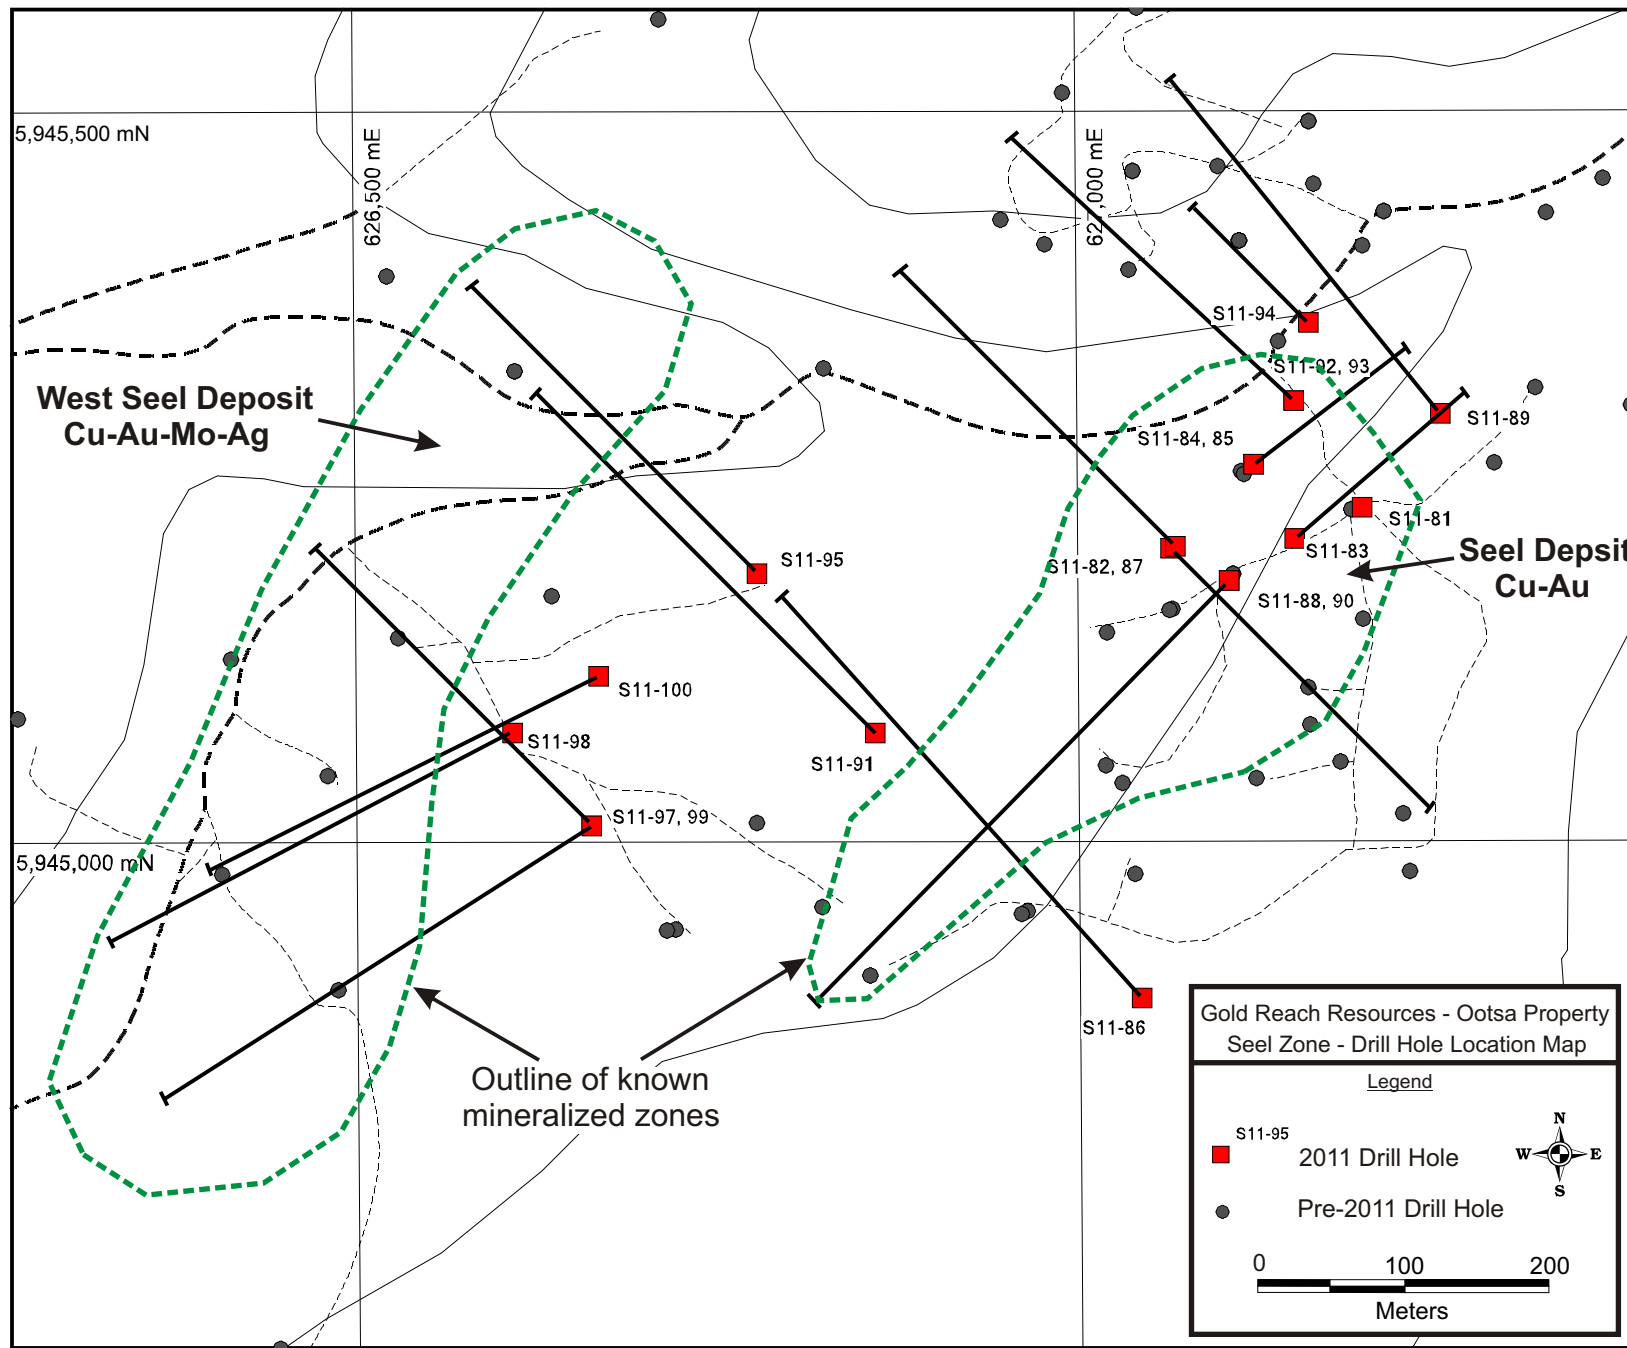 5,945,500 mN
626,500 mE
627,000 mE
S11-94
S11-92, 93
West Seel Deposit
Cu-Au-Mo-Ag
S11-89
S11-84, 85
S11-81
S11-83
Seel Depsit
Cu-Au
S11-95
S11-82, 87
S11-88, 90
S11-100
S11-98
S11-91
S11-97, 99
5,945,000 mN
S11-86
Outline of known
mineralized zones
Gold Reach Resources - Ootsa Property
Seel Zone - Drill Hole Location Map
Legend
S11-95
2011 Drill Hole
N
W E
S
Pre-2011 Drill Hole
0 100 200
Meters